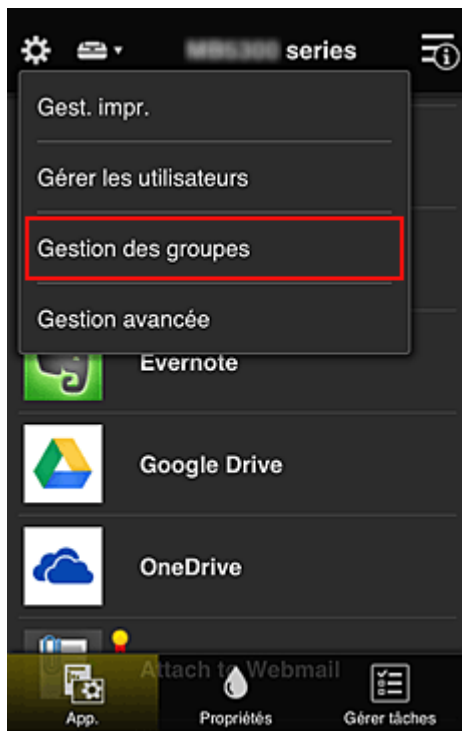 series
Gest. impr.
Gérer les utilisateurs
Gestion des groupes
Gestion avancée
Evernote
Google Drive
OneDrive
Attach to Webmail
App.
Propriétés
Gérer tâches